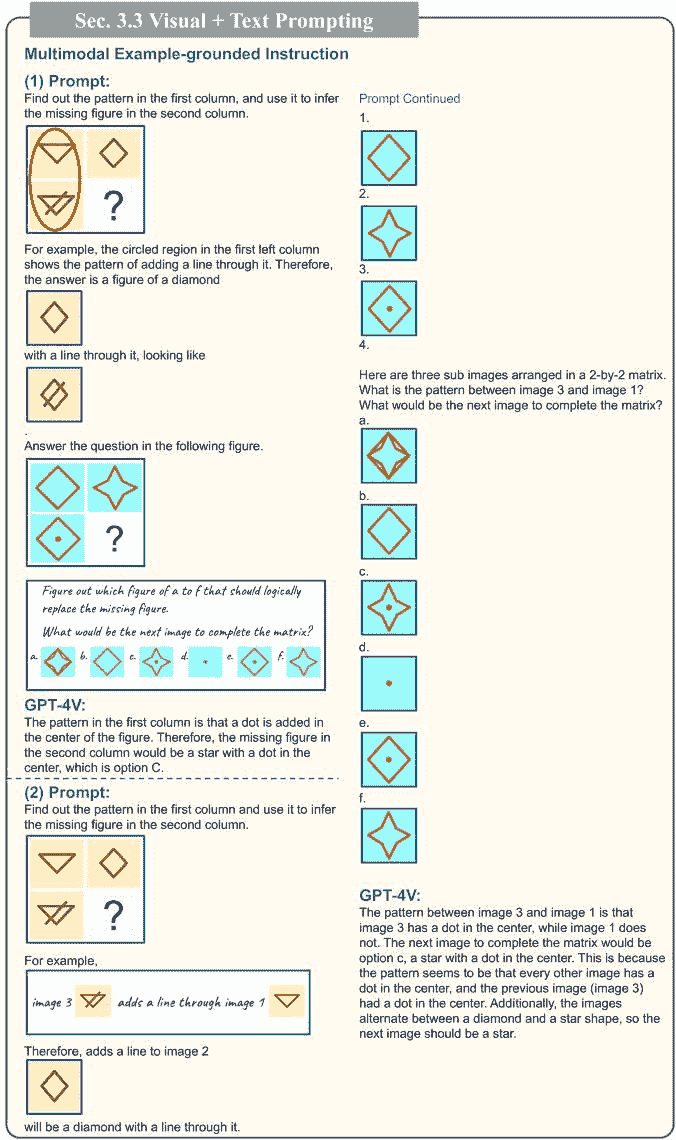 Sec. 3.3 Visual + Text Prompting
Multimodal Example-grounded Instruction
(1) Prompt:
Find out the pattern in the first column, and use it to infer
the missing figure in the second column.
?
For example, the circled region in the first left column
shows the pattern of adding a line through it. Therefore,
the answer is a figure of a diamond
with a line through it, looking like
.
Answer the question in the following figure.
?
Figure out which figure of a to f that should logically
replace the missing figure.
What would be the next image to complete the matrix?
a. b. c. d. e. f.
GPT-4V:
The pattern in the first column is that a dot is added in
the center of the figure. Therefore, the missing figure in
the second column would be a star with a dot in the
center, which is option C.
(2) Prompt:
Find out the pattern in the first column and use it to infer
the missing figure in the second column.
?
For example,
image 3 adds a line through image 1
Therefore, adds a line to image 2
will be a diamond with a line through it.
Prompt Continued
1.
2.
3.
4.
Here are three sub images arranged in a 2-by-2 matrix.
What is the pattern between image 3 and image 1?
What would be the next image to complete the matrix?
a.
b.
c.
d.
e.
f.
GPT-4V:
The pattern between image 3 and image 1 is that
image 3 has a dot in the center, while image 1 does
not. The next image to complete the matrix would be
option c, a star with a dot in the center. This is because
the pattern seems to be that every other image has a
dot in the center, and the previous image (image 3)
had a dot in the center. Additionally, the images
alternate between a diamond and a star shape, so the
next image should be a star.